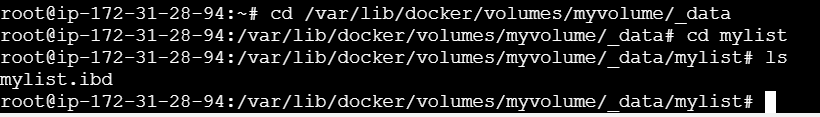 root@ip-172-31-28-94:~# cd /var/lib/docker/volumes/myvolume/_data
root@ip-172-31-28-94:/var/lib/docker/volumes/myvolume/_data# cd mylist
root@ip-172-31-28-94:/var/lib/docker/volumes/myvolume/_data/mylist# ls
mylist.ibd
root@ip-172-31-28-94:/var/lib/docker/volumes/myvolume/_data/mylist#